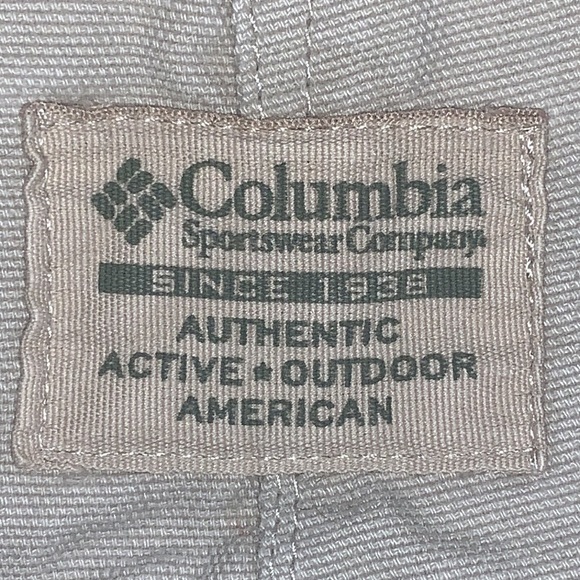 Columbia
Sportswear Company®
SINCE 1938
AUTHENTIC
ACTIVE ★ OUTDOOR
AMERICAN